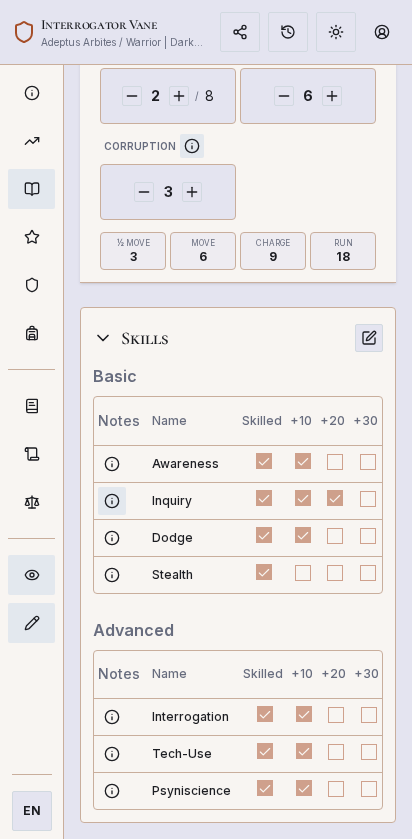 Interrogator Vane
Adeptus Arbites / Warrior | Dark...
2 / 8
6
CORRUPTION
3
½ MOVE
3
MOVE
6
CHARGE
9
RUN
18
Skills
Basic
Notes Name Skilled +10 +20 +30
Awareness
Inquiry
Dodge
Stealth
Advanced
Notes Name Skilled +10 +20 +30
Interrogation
Tech-Use
Psyniscience
EN